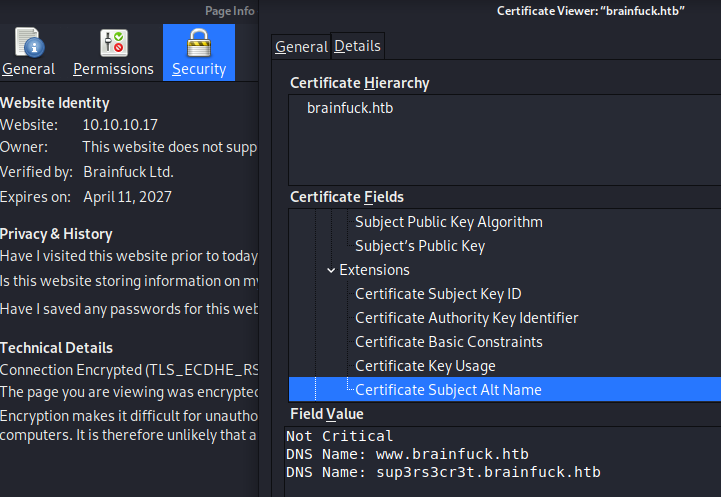 Page Info
General Permissions Security
Website Identity
Website: 10.10.10.17
Owner: This website does not supp
Verified by: Brainfuck Ltd.
Expires on: April 11, 2027
Privacy & History
Have I visited this website prior to today
Is this website storing information on my
Have I saved any passwords for this web
Technical Details
Connection Encrypted (TLS_ECDHE_RS
The page you are viewing was encrypted
Encryption makes it difficult for unautho
computers. It is therefore unlikely that a
Certificate Viewer: “brainfuck.htb”
General Details
Certificate Hierarchy
brainfuck.htb
Certificate Fields
Subject Public Key Algorithm
Subject’s Public Key
Extensions
Certificate Subject Key ID
Certificate Authority Key Identifier
Certificate Basic Constraints
Certificate Key Usage
Certificate Subject Alt Name
Field Value
Not Critical
DNS Name: www.brainfuck.htb
DNS Name: sup3rs3cr3t.brainfuck.htb